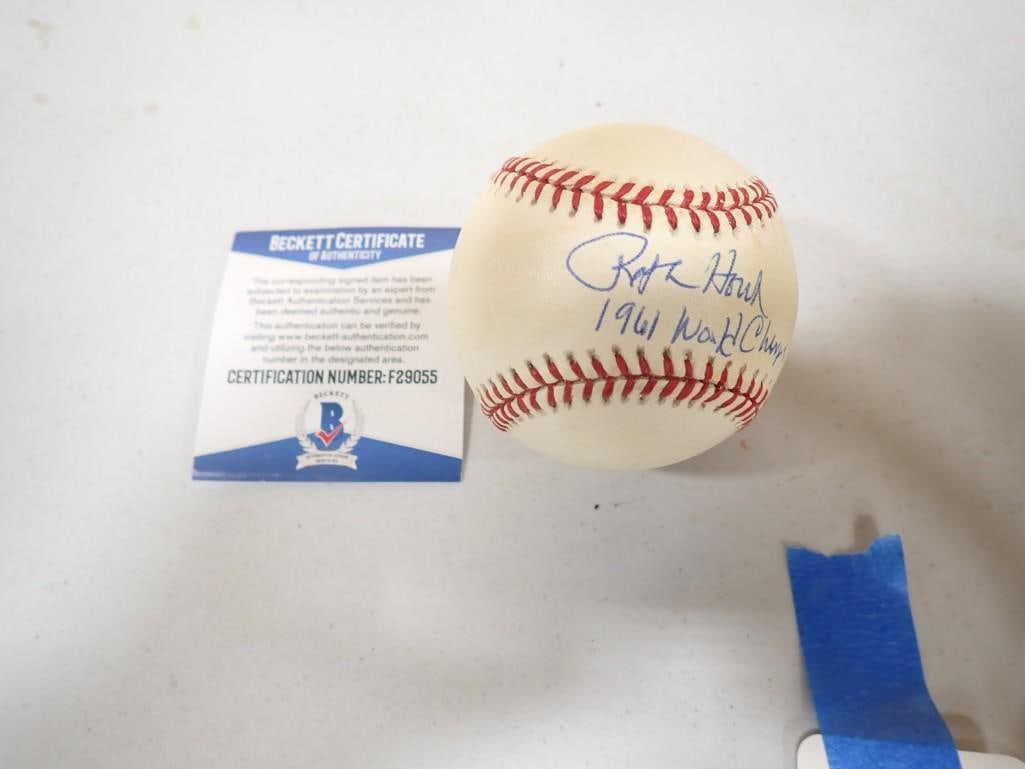 BECKETT CERTIFICATE
OF AUTHENTICITY
The corresponding signed item has been
subjected to examination by an expert from
Beckett Authentication Services and has
been deemed authentic and genuine.
This authentication can be verified by
visiting www.beckett-authentication.com
and utilizing the below authentication
number in the designated area.
CERTIFICATION NUMBER: F29055
BECKETT
B
AUTHENTICATION
SERVICES
Ralph Houk
1961 World Champ